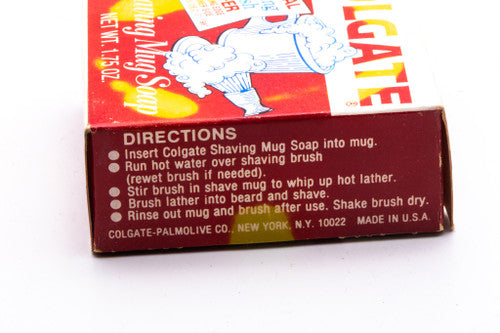 COLGATE
Shaving Mug Soap
NET WT. 1.75 OZ
DIRECTIONS
● Insert Colgate Shaving Mug Soap into mug.
● Run hot water over shaving brush
(rewet brush if needed).
● Stir brush in shave mug to whip up hot lather.
● Brush lather into beard and shave.
● Rinse out mug and brush after use. Shake brush dry.
COLGATE-PALMOLIVE CO., NEW YORK, N.Y. 10022 MADE IN U.S.A.